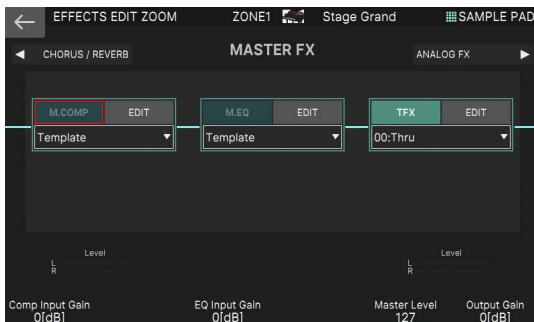 EFFECTS EDIT ZOOM ZONE1 Stage Grand SAMPLE PAD
CHORUS / REVERB MASTER FX ANALOG FX
M.COMP EDIT M.EQ EDIT TFX EDIT
Template Template 00:Thru
Level Level
L L
R R
Comp Input Gain EQ Input Gain Master Level Output Gain
0[dB] 0[dB] 127 0[dB]